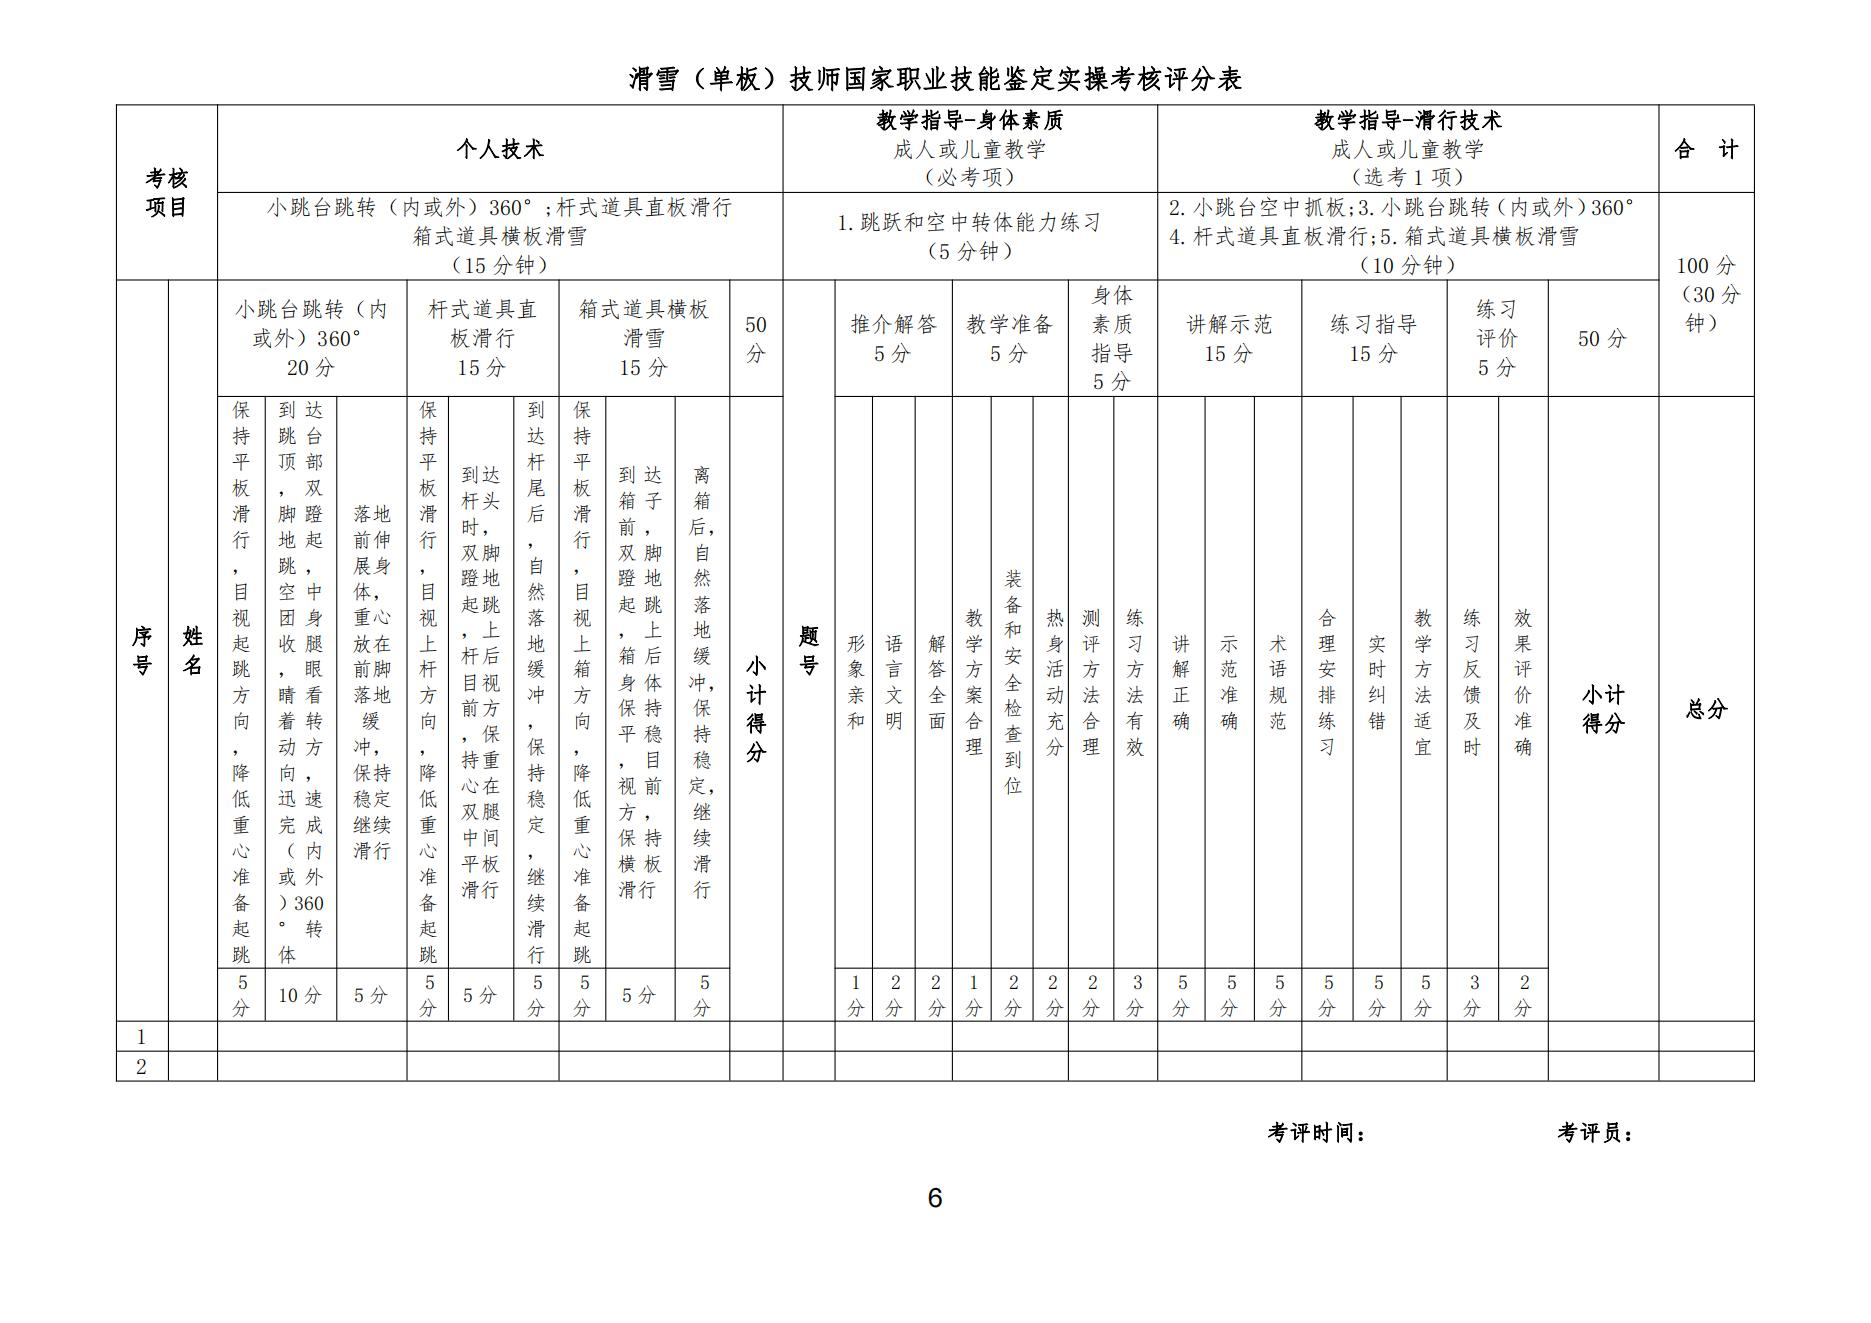 滑雪（单板）技师国家职业技能鉴定实操考核评分表
考核
项目
个人技术
教学指导-身体素质
成人或儿童教学
（必考项）
教学指导-滑行技术
成人或儿童教学
（选考1项）
合 计
小跳台跳转（内或外）360°;杆式道具直板滑行
箱式道具横板滑雪
（15分钟）
1.跳跃和空中转体能力练习
（5分钟）
2.小跳台空中抓板;3.小跳台跳转（内或外）360°
4.杆式道具直板滑行;5.箱式道具横板滑雪
（10分钟）
100分
（30分
钟）
序号
姓名
小跳台跳转（内
或外）360°
20分
杆式道具直
板滑行
15分
箱式道具横板
滑雪
15分
50
分
题号
推介解答
5分
教学准备
5分
身体
素质
指导
5分
讲解示范
15分
练习指导
15分
练习
评价
5分
50分
保持平板滑行，目视起跳方向，降低重心准备起跳
到达
跳台
顶部
，双
脚蹬
地起
跳，
空中
团身
收腿
，眼
睛看
着转
动方
向，
迅速
完成
（内
或外
）360
°转
体
落地
前伸
展身
体，
重心
放在
前脚
落地
缓
冲，
保持
稳定
继续
滑行
保持平板滑行，目视上杆方向，降低重心准备起跳
到达
杆头
时，
双脚
蹬地
起跳
，上
杆后
目视
前方
，保
持重
心在
双腿
中间
平板
滑行
到达杆尾后，自然落地缓冲，保持稳定，继续滑行
保持平板滑行，目视上箱方向，降低重心准备起跳
到达
箱子
前，
双脚
蹬地
起跳
，上
箱后
身体
保持
平稳
，目
视前
方，
保持
横板
滑行
离
箱
后，
自
然
落
地
缓
冲，
保
持
稳
定，
继
续
滑
行
小计得分
形象亲和
语言文明
解答全面
教学方案合理
装备和安全检查到位
热身活动充分
测评方法合理
练习方法有效
讲解正确
示范准确
术语规范
合理安排练习
实时纠错
教学方法适宜
练习反馈及时
效果评价准确
小计
得分
总分
5分
10分
5分
5分
5分
5分
5分
5分
5分
1分
2分
2分
1分
2分
2分
2分
3分
5分
5分
5分
5分
5分
5分
3分
2分
1
2
考评时间： 考评员：
6